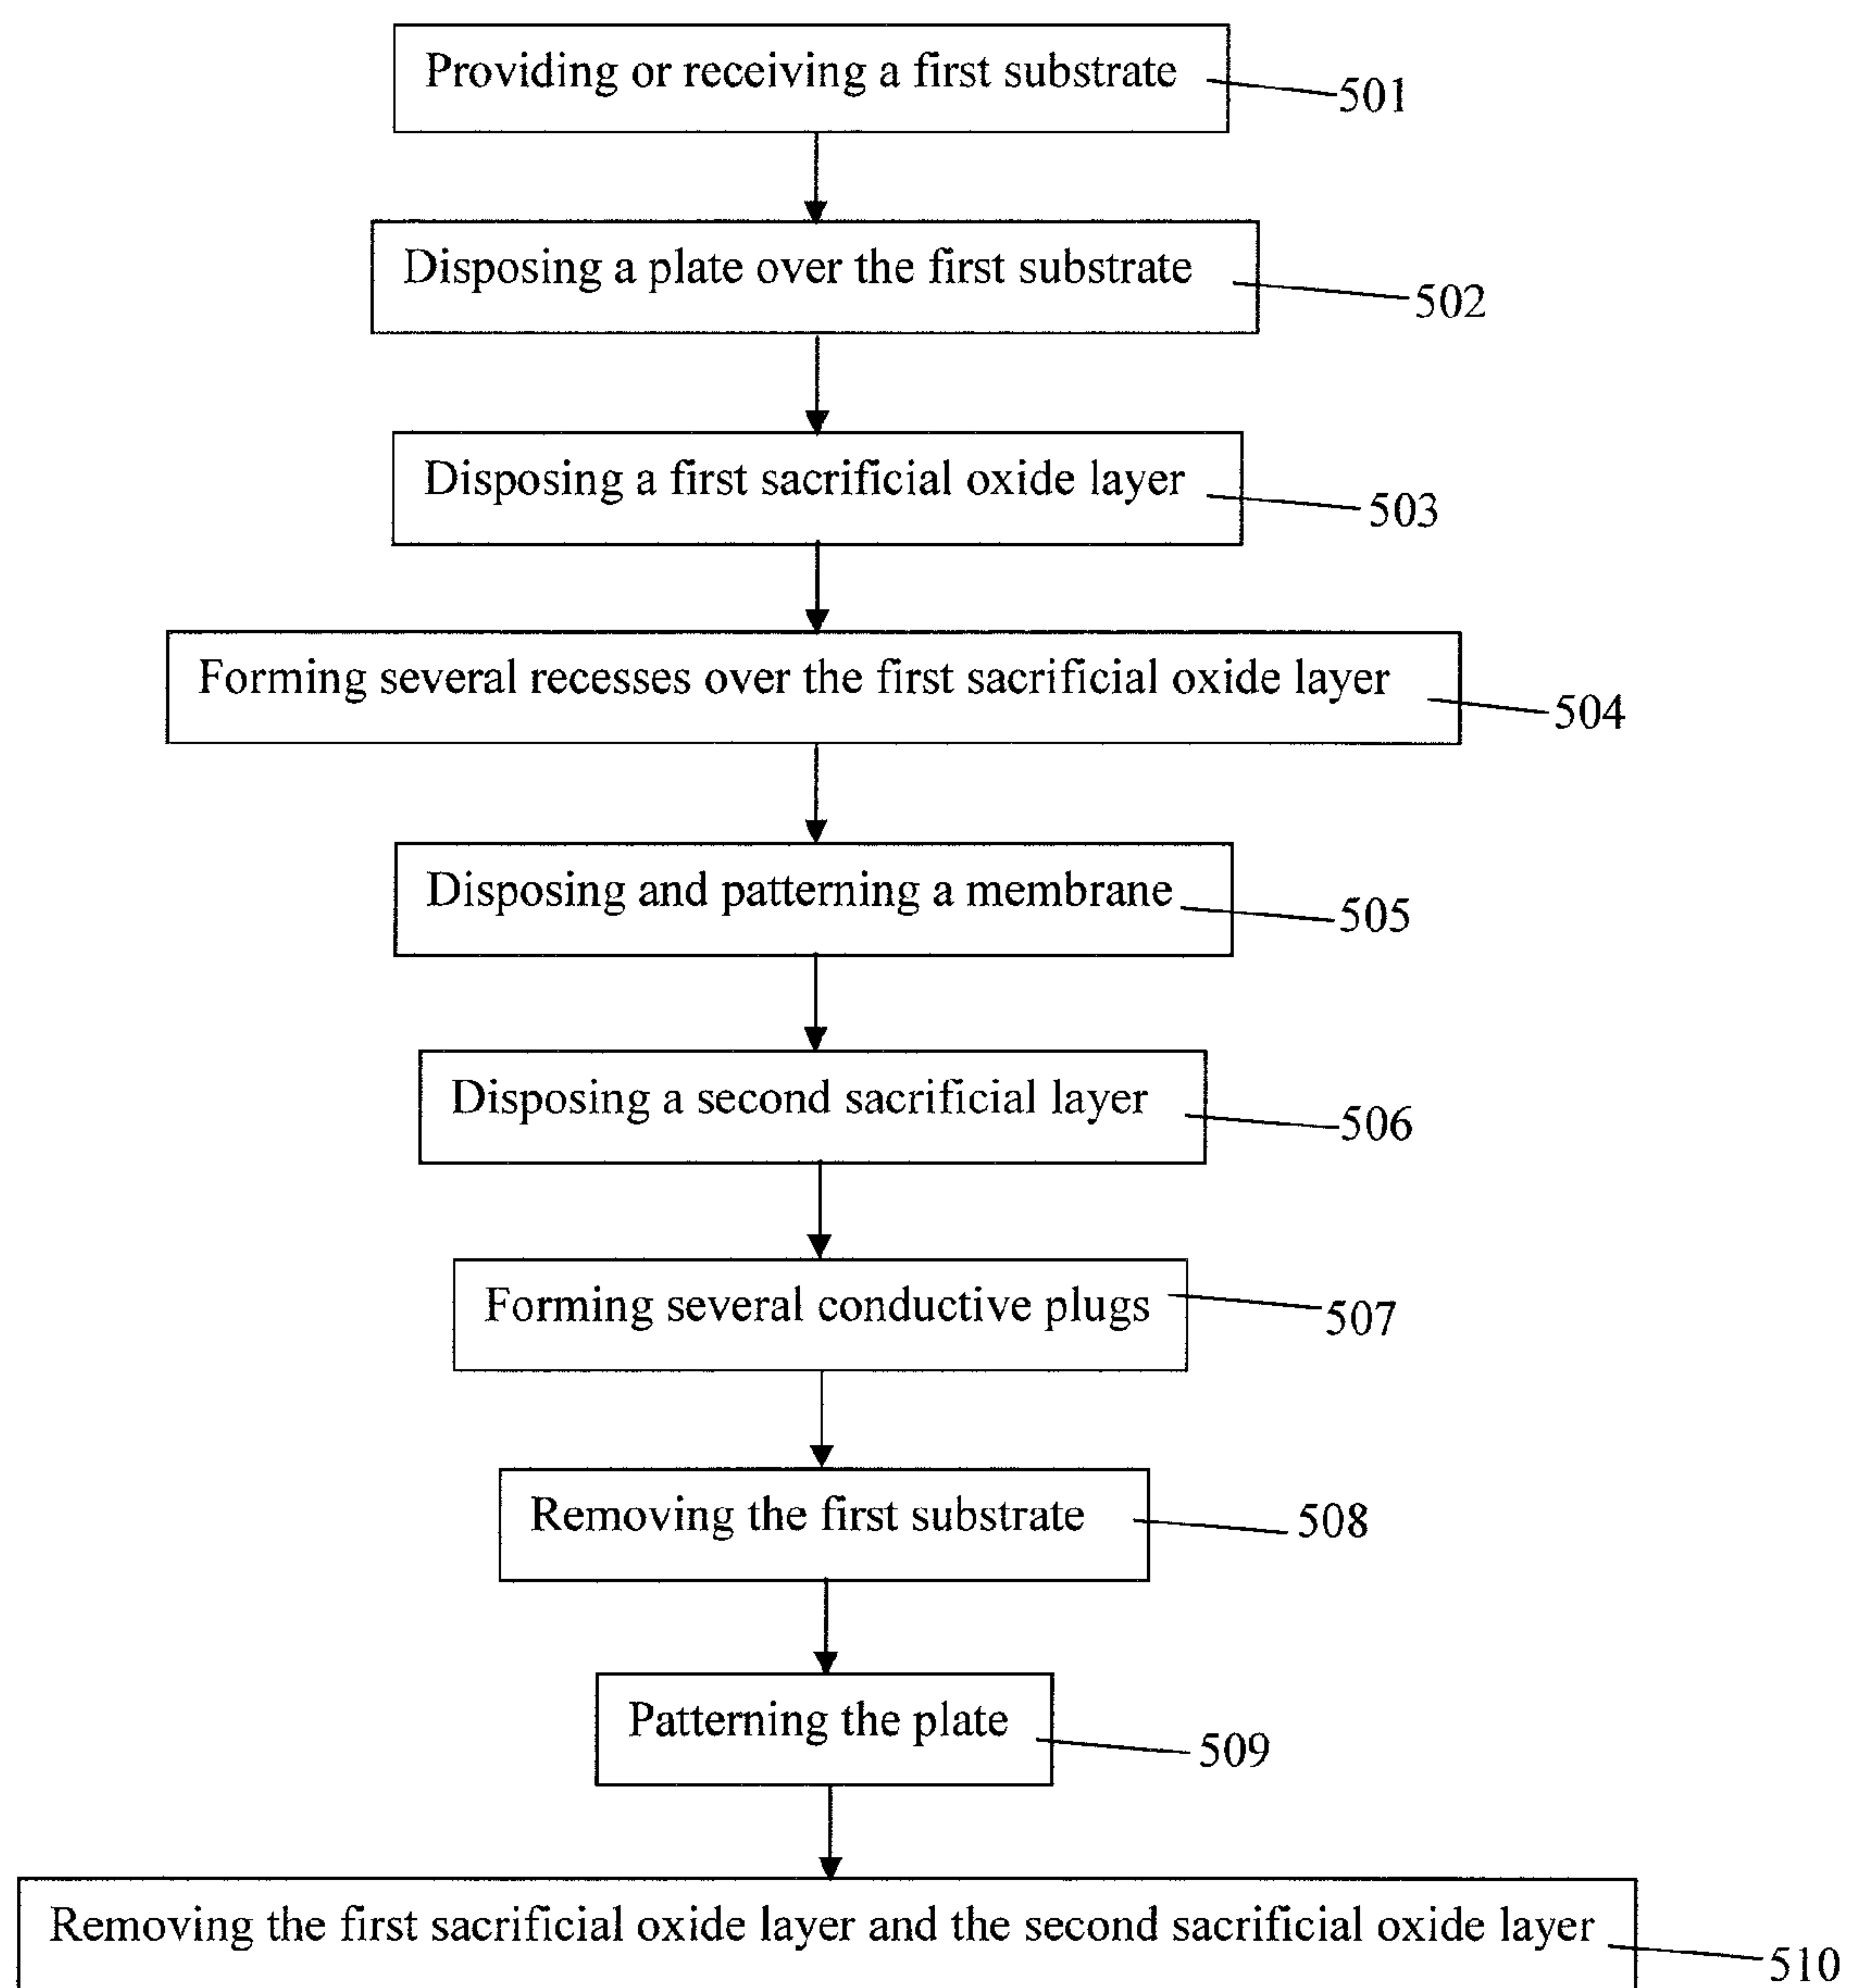 Providing or receiving a first substrate
501
Disposing a plate over the first substrate
502
Disposing a first sacrificial oxide layer
503
Forming several recesses over the first sacrificial oxide layer
504
Disposing and patterning a membrane
505
Disposing a second sacrificial layer
506
Forming several conductive plugs
507
Removing the first substrate
508
Patterning the plate
509
Removing the first sacrificial oxide layer and the second sacrificial oxide layer
510